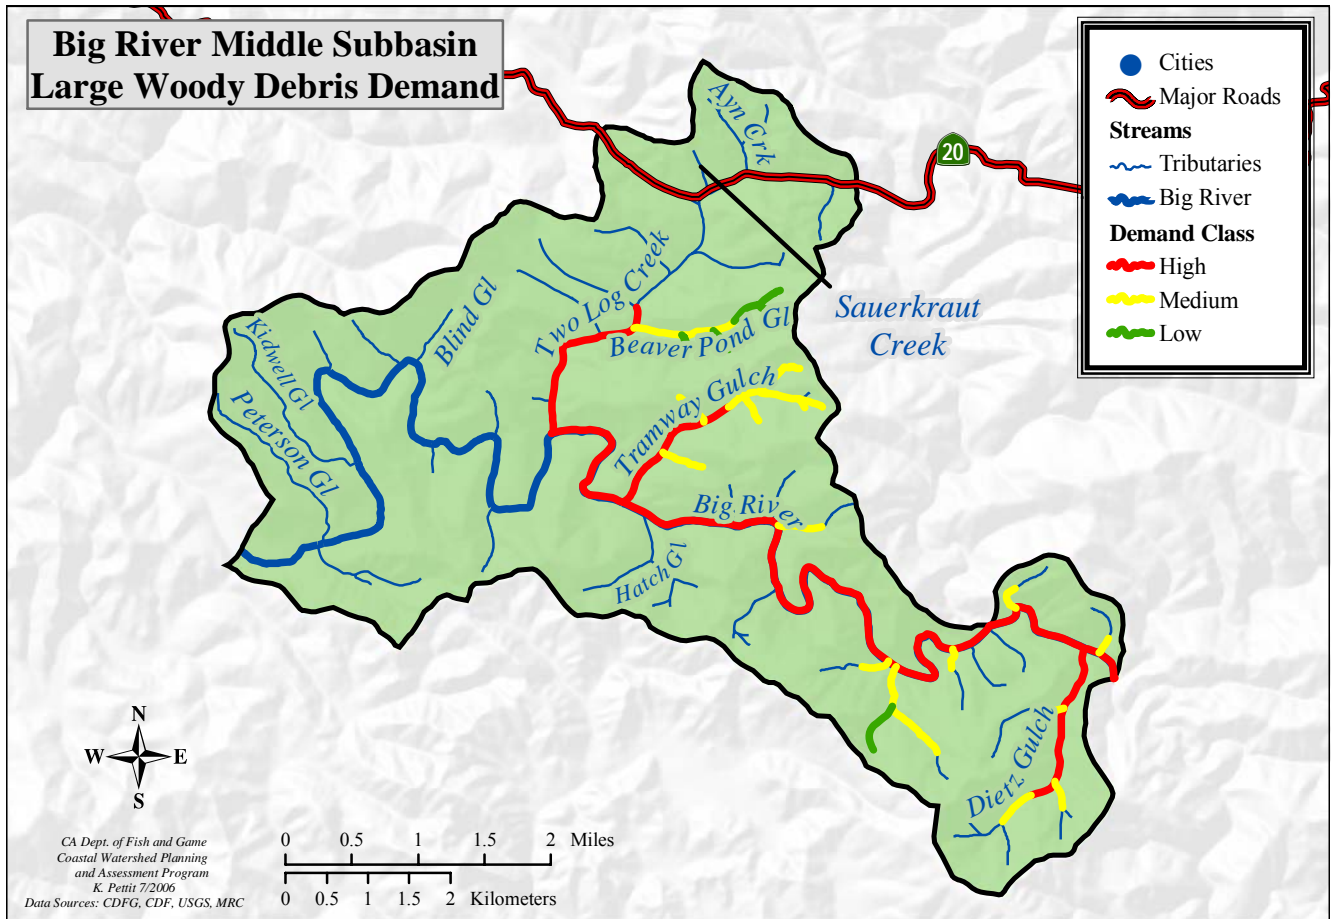 Big River Middle Subbasin
Large Woody Debris Demand
Cities
Major Roads
Streams
Tributaries
Big River
Demand Class
High
Medium
Low
20
Ayn Crk
Sauerkraut
Creek
Two Log Creek
Beaver Pond Gl
Blind Gl
Kidwell Gl
Peterson Gl
Tramway Gulch
Big River
Hatch Gl
Dietz Gulch
N
W E
S
CA Dept. of Fish and Game
Coastal Watershed Planning
and Assessment Program
K. Pettit 7/2006
Data Sources: CDFG, CDF, USGS, MRC
0 0.5 1 1.5 2 Miles
0 0.5 1 1.5 2 Kilometers